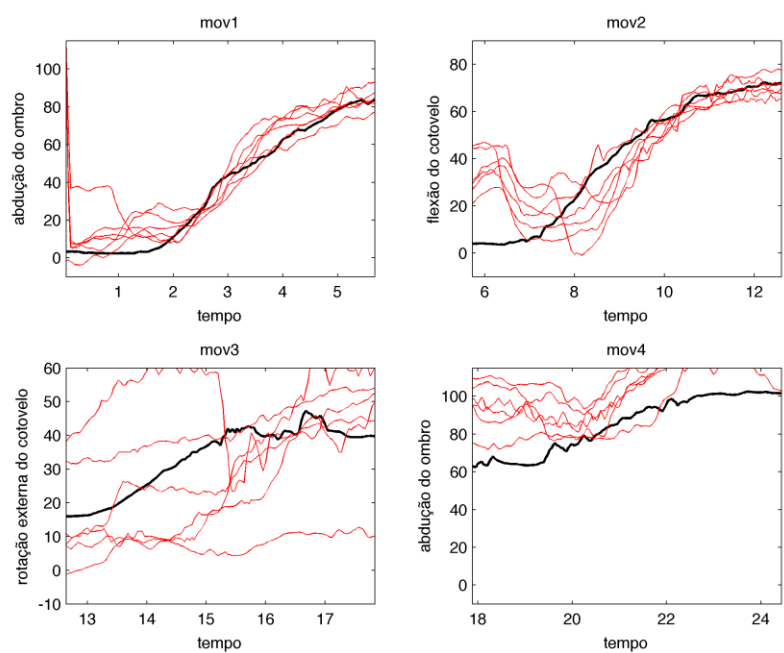 mov1
abdução do ombro
100
80
60
40
20
0
1 2 3 4 5
tempo
mov2
flexão do cotovelo
80
60
40
20
0
6 8 10 12
tempo
mov3
rotação externa do cotovelo
60
50
40
30
20
10
0
-10
13 14 15 16 17
tempo
mov4
abdução do ombro
100
80
60
40
20
0
18 20 22 24
tempo